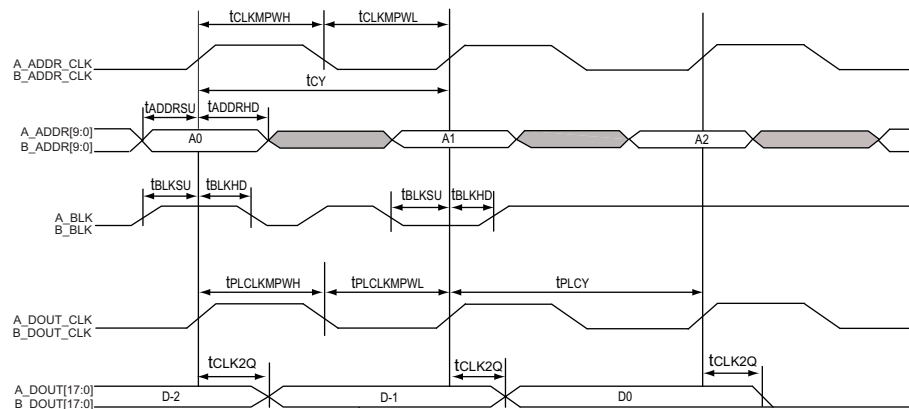 tCLKMPWH tCLKMPWL
A_ADDR_CLK
B_ADDR_CLK
tCY
tADDRSU tADDRHD
A_ADDR[9:0]
B_ADDR[9:0]
A0 A1 A2
tBLKSU tBLKHD tBLKSU tBLKHD
A_BLK
B_BLK
tPLCLKMPWH tPLCLKMPWL tPLCY
A_DOUT_CLK
B_DOUT_CLK
tCLK2Q tCLK2Q tCLK2Q
A_DOUT[17:0]
B_DOUT[17:0]
D-2 D-1 D0